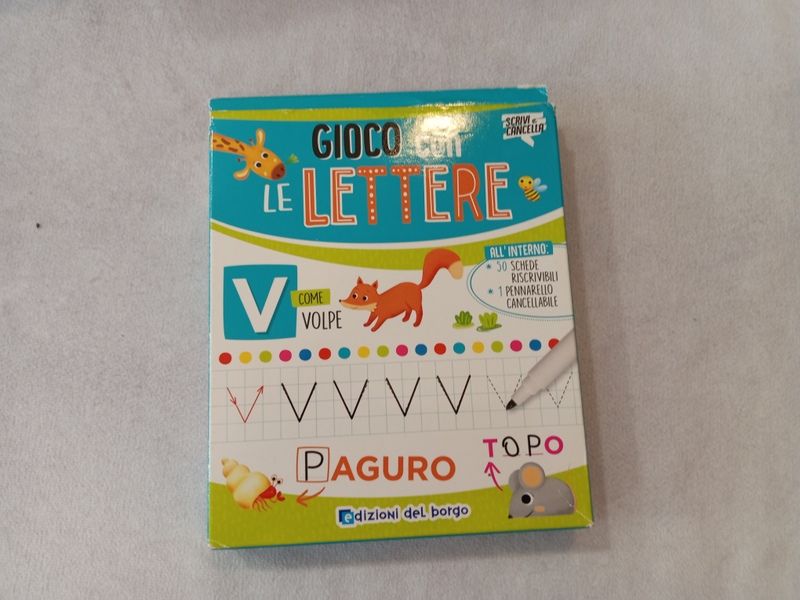 GIOCO con
LE LETTERE
SCRIVI e
CANCELLA
ALL'INTERNO:
* 50 SCHEDE
RISCRIVIBILI
* 1 PENNARELLO
CANCELLABILE
V
COME
VOLPE
V V V V V V V
PAGURO
TOPO
edizioni del borgo